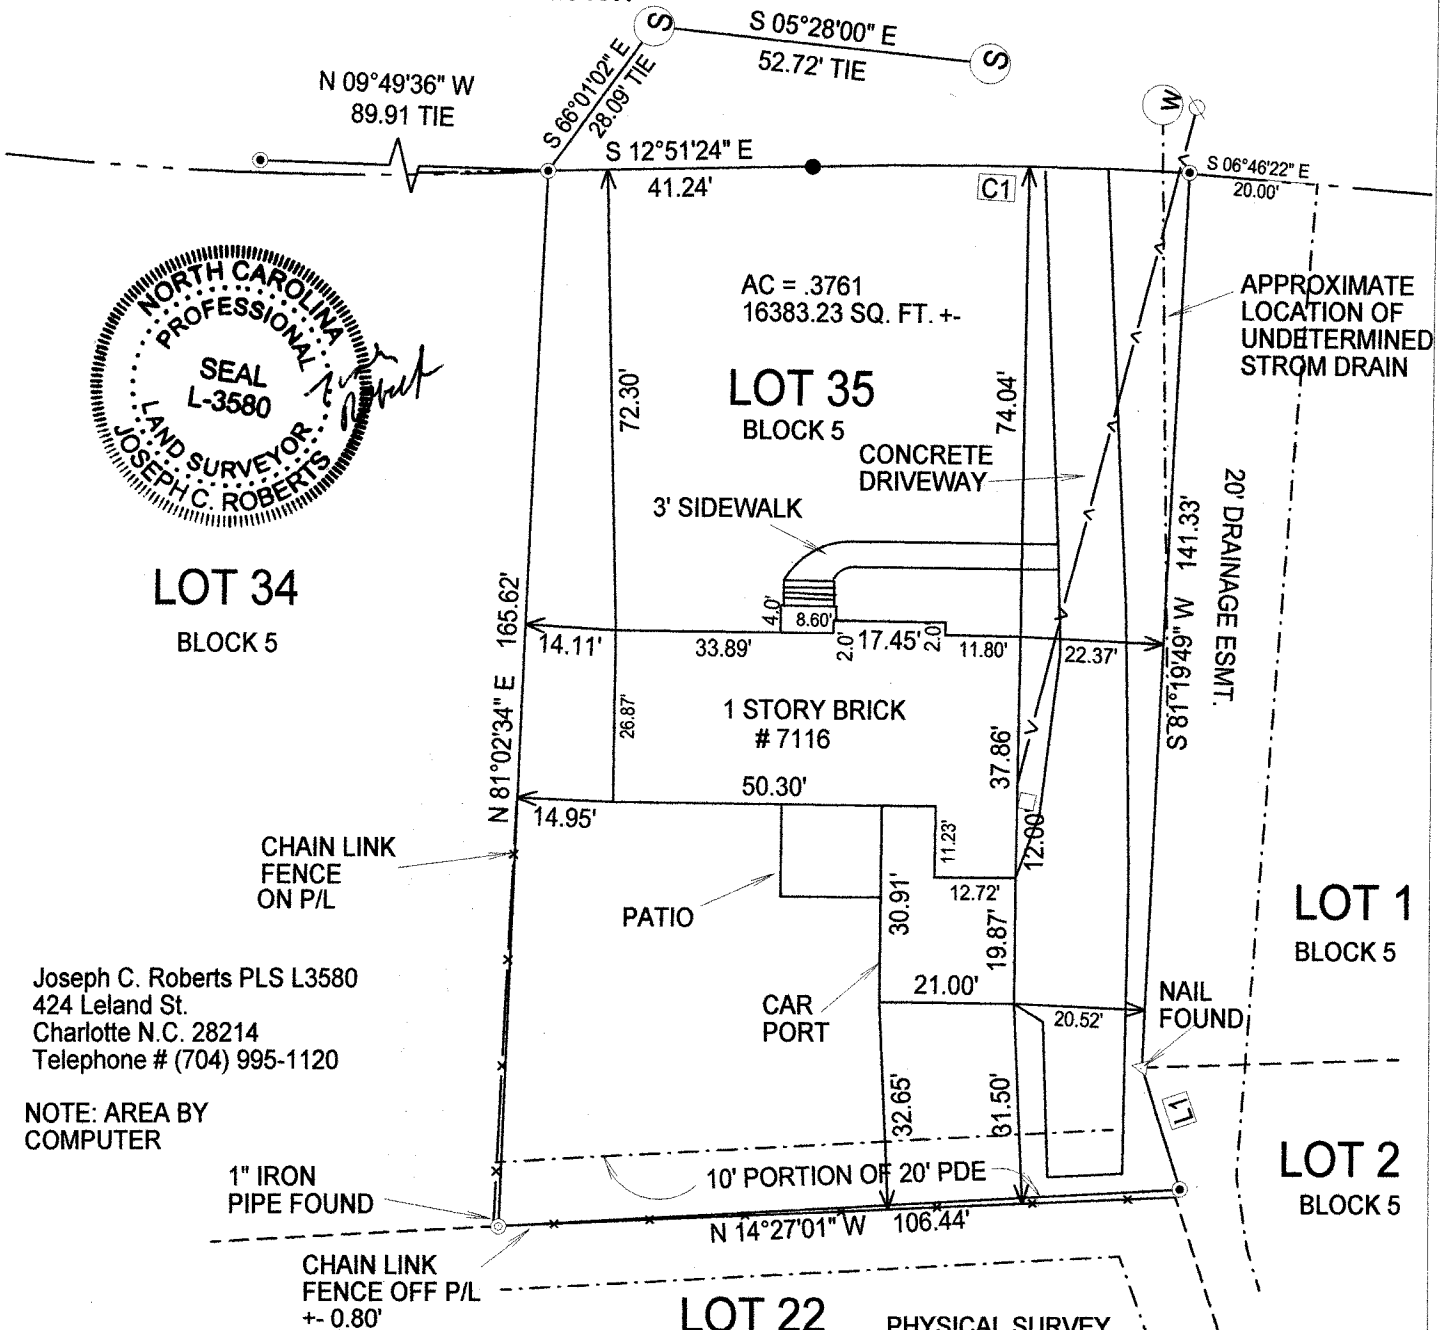 S 05°28'00" E
52.72' TIE
S
S
N 09°49'36" W
89.91 TIE
S 66°01'02" E
28.09' TIE
S 12°51'24" E
41.24'
C1
W
S 06°46'22" E
20.00'
NORTH CAROLINA
PROFESSIONAL
SEAL
L-3580
LAND SURVEYOR
JOSEPH C. ROBERTS
AC = .3761
16383.23 SQ. FT. +-
LOT 35
BLOCK 5
72.30'
74.04'
APPROXIMATE
LOCATION OF
UNDETERMINED
STROM DRAIN
CONCRETE
DRIVEWAY
3' SIDEWALK
20' DRAINAGE ESMT.
S 81°19'49" W 141.33'
LOT 34
BLOCK 5
N 81°02'34" E 165.62'
4.0'
8.60'
14.11'
33.89'
2.0'
17.45'
2.0'
11.80'
22.37'
26.87'
1 STORY BRICK
# 7116
37.86'
50.30'
14.95'
12.00'
11.23'
12.72'
CHAIN LINK
FENCE
ON P/L
PATIO
30.91'
19.87'
LOT 1
BLOCK 5
Joseph C. Roberts PLS L3580
424 Leland St.
Charlotte N.C. 28214
Telephone # (704) 995-1120
21.00'
CAR
PORT
20.52'
NAIL
FOUND
NOTE: AREA BY
COMPUTER
32.65'
31.50'
L1
LOT 2
BLOCK 5
1" IRON
PIPE FOUND
10' PORTION OF 20' PDE
N 14°27'01" W 106.44'
CHAIN LINK
FENCE OFF P/L
+- 0.80'
LOT 22
PHYSICAL SURVEY